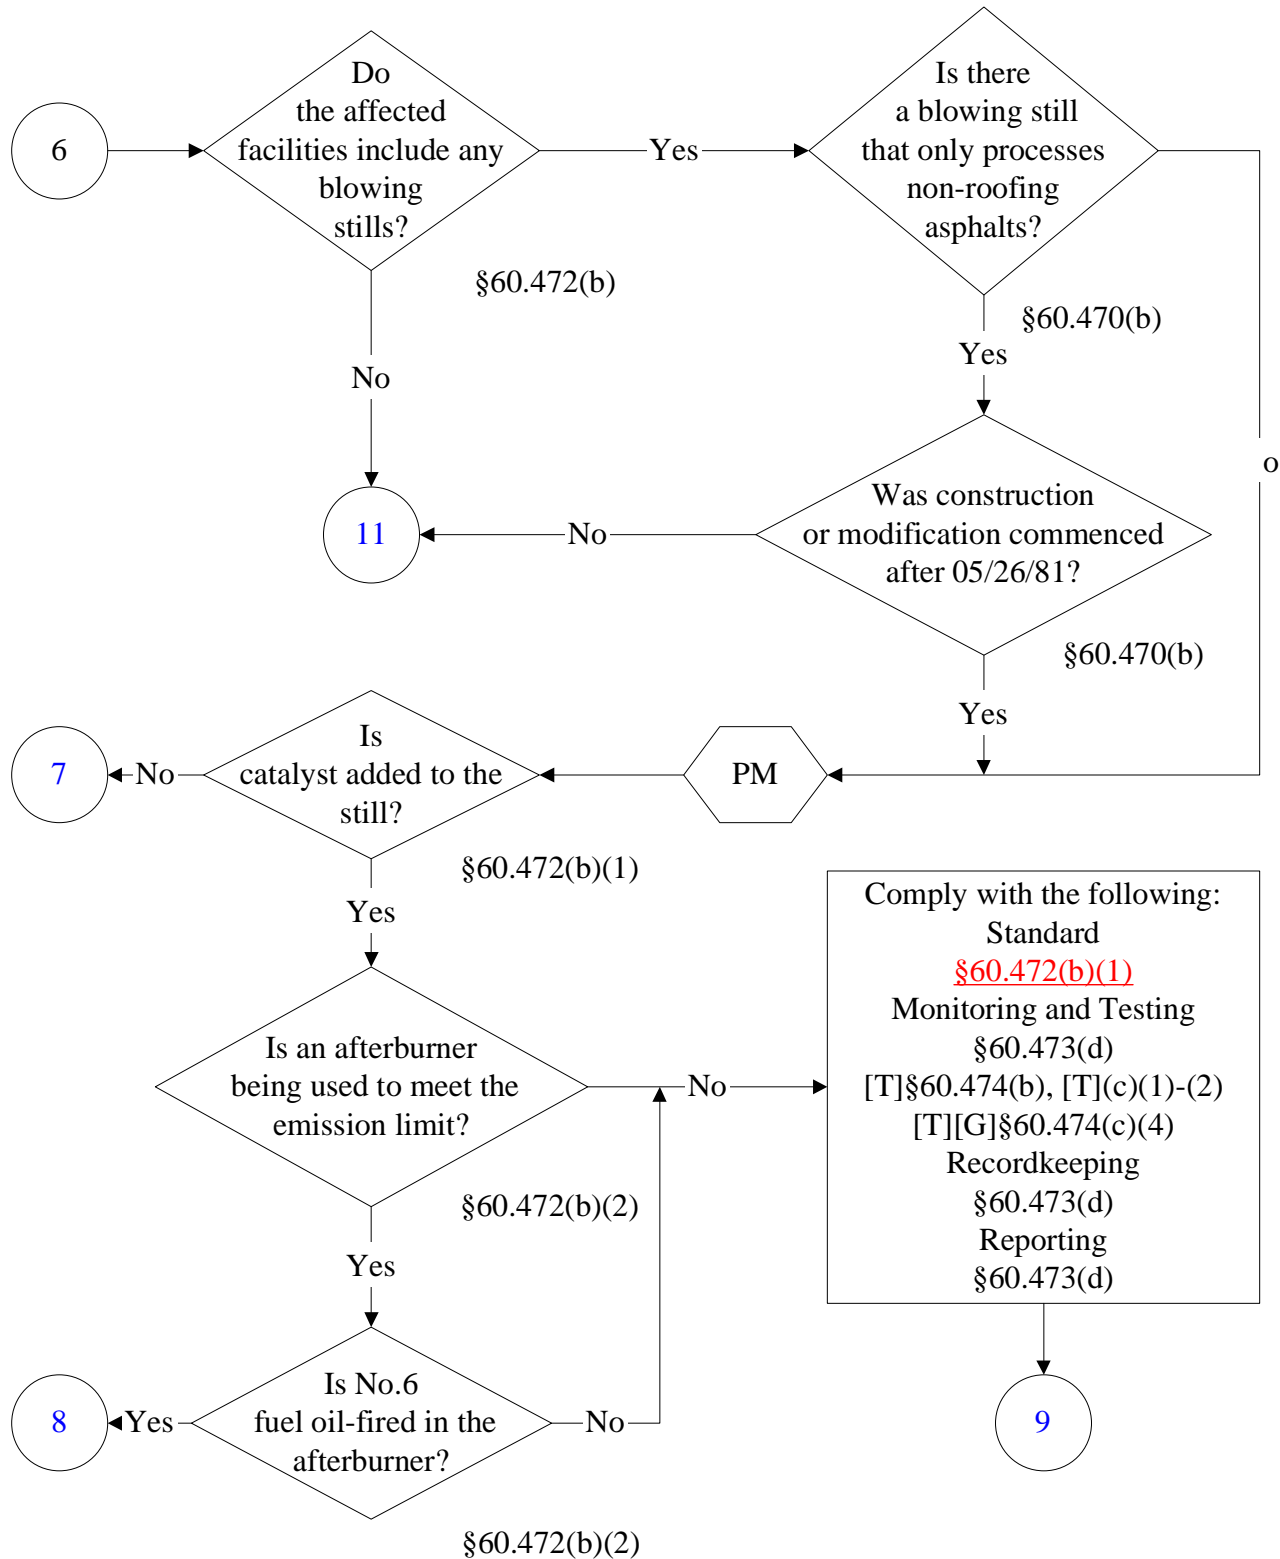 6
Do
the affected
facilities include any
blowing
stills?
§60.472(b)
Yes
Is there
a blowing still
that only processes
non-roofing
asphalts?
§60.470(b)
Yes
No
o
11
No
Was construction
or modification commenced
after 05/26/81?
§60.470(b)
Yes
7
No
Is
catalyst added to the
still?
§60.472(b)(1)
PM
Yes
Is an afterburner
being used to meet the
emission limit?
§60.472(b)(2)
No
Yes
Comply with the following:
Standard
§60.472(b)(1)
Monitoring and Testing
§60.473(d)
[T]§60.474(b), [T](c)(1)-(2)
[T][G]§60.474(c)(4)
Recordkeeping
§60.473(d)
Reporting
§60.473(d)
8
Yes
Is No.6
fuel oil-fired in the
afterburner?
No
§60.472(b)(2)
9